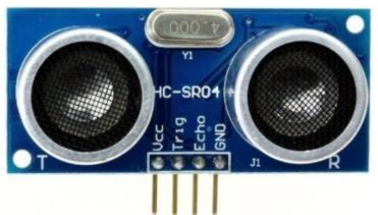 4.000
Y1
HC-SR04
Vcc
Trig
Echo
GND
T
J1
R